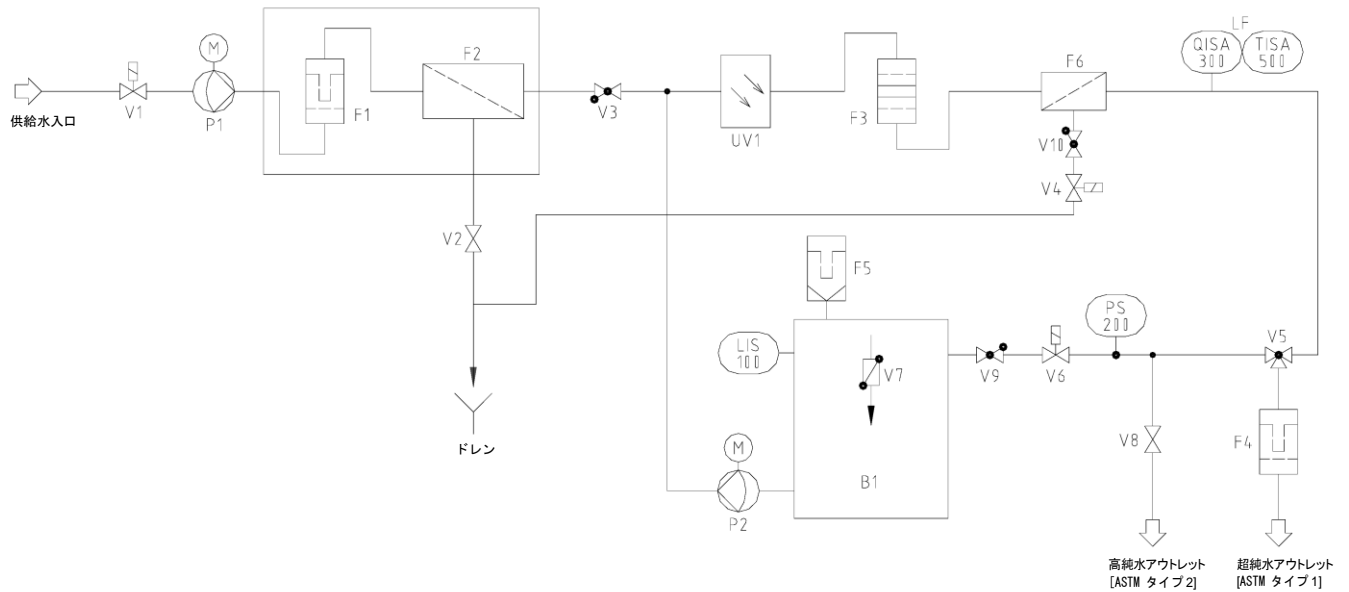 LF
QISA
300
TISA
500
M
F2
F6
供給水入口
V1
P1
F1
V3
UV1
F3
V10
V4
V2
F5
PS
200
LIS
100
V7
V9
V6
V5
M
V8
F4
B1
P2
ドレン
高純水アウトレット
[ASTM タイプ2]
超純水アウトレット
[ASTM タイプ1]